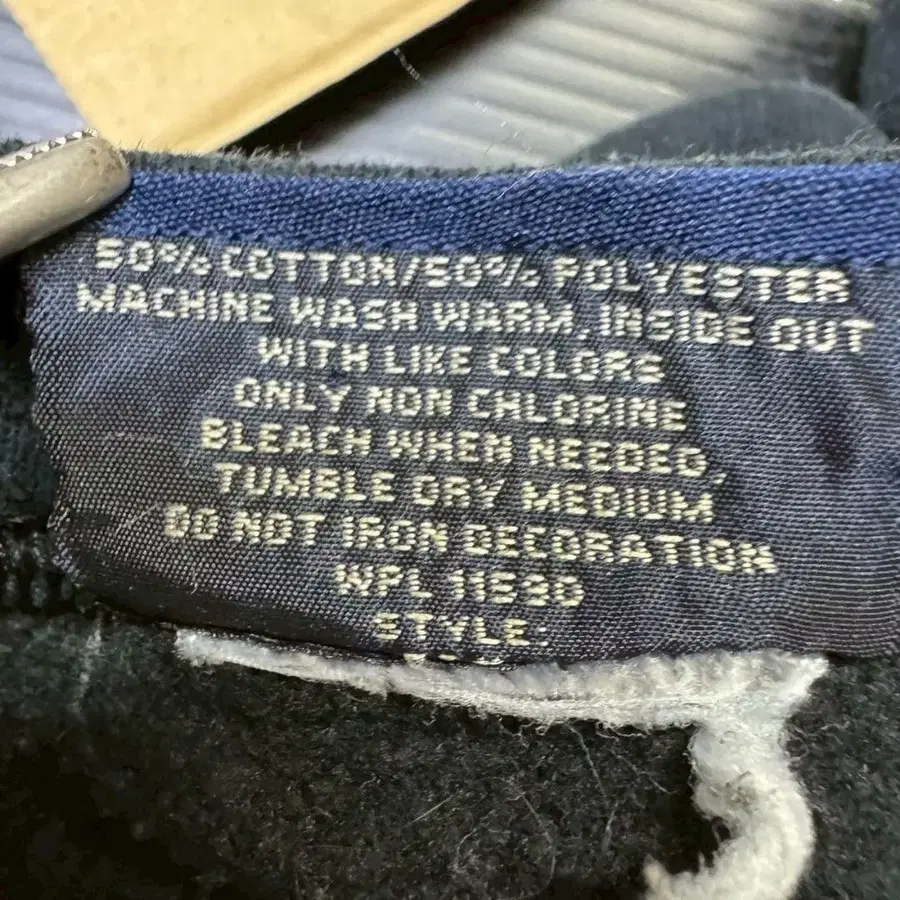 50% COTTON/50% POLYESTER
MACHINE WASH WARM, INSIDE OUT
WITH LIKE COLORS
ONLY NON CHLORINE
BLEACH WHEN NEEDED,
TUMBLE DRY MEDIUM
DO NOT IRON DECORATION
WPL 11590
STYLE: